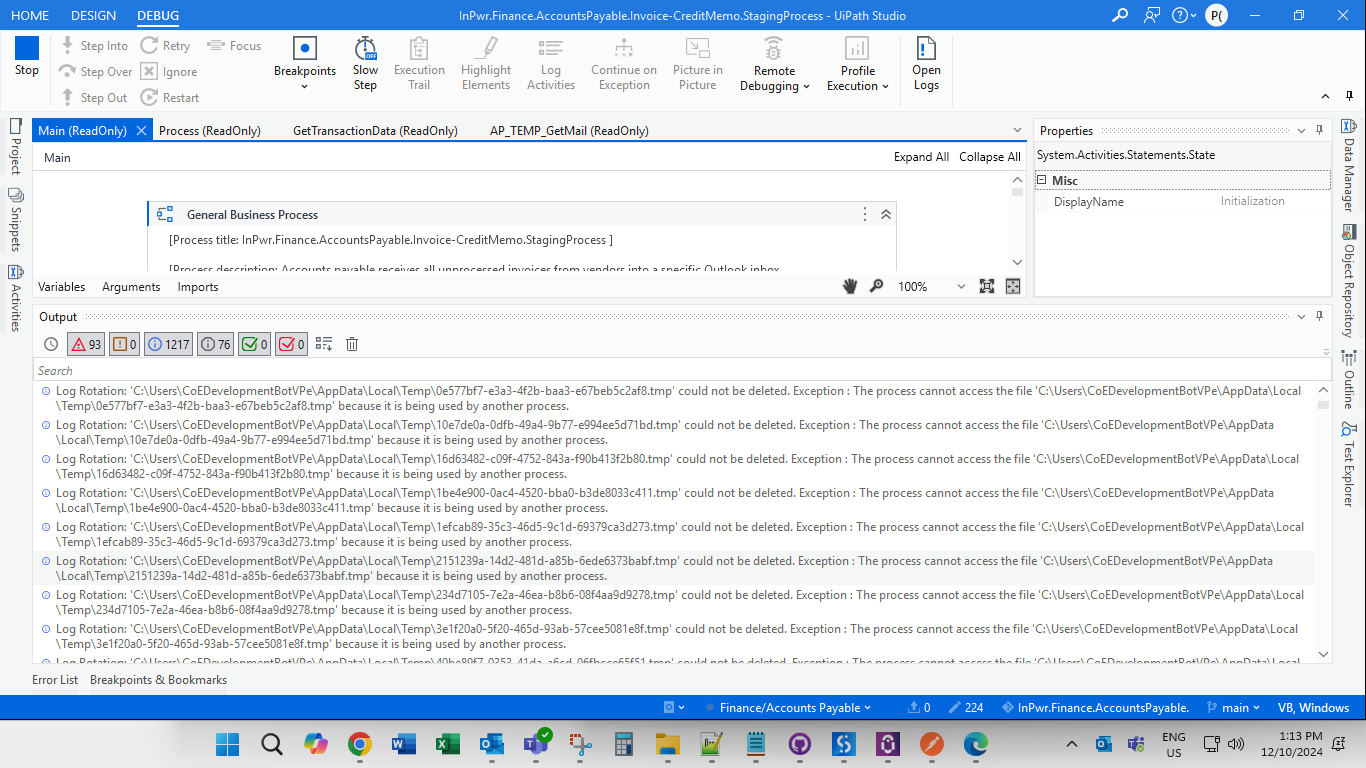 HOME DESIGN DEBUG InPwr.Finance.AccountsPayable.Invoice-CreditMemo.StagingProcess - UiPath Studio P(
Step Into Retry Focus
Stop Step Over Ignore Breakpoints Slow Step Execution Trail Highlight Elements Log Activities Continue on Exception Picture in Picture Remote Debugging Profile Execution Open Logs
Step Out Restart
Main (ReadOnly) Process (ReadOnly) GetTransactionData (ReadOnly) AP_TEMP_GetMail (ReadOnly)
Main Expand All Collapse All
General Business Process
[Process title: InPwr.Finance.AccountsPayable.Invoice-CreditMemo.StagingProcess ]
[Process description: Accounts payable receives all unprocessed invoices from vendors into a specific Outlook inbox
Variables Arguments Imports 100%
Properties
System.Activities.Statements.State
Misc
DisplayName Initialization
Project
Snippets
Activities
Data Manager
Object Repository
Outline
Test Explorer
Output
93 0 1217 76 0 0
Search
Log Rotation: 'C:\Users\CoEDevelopmentBotVPe\AppData\Local\Temp\0e577bf7-e3a3-4f2b-baa3-e67beb5c2af8.tmp' could not be deleted. Exception : The process cannot access the file 'C:\Users\CoEDevelopmentBotVPe\AppData\Local
\Temp\0e577bf7-e3a3-4f2b-baa3-e67beb5c2af8.tmp' because it is being used by another process.
Log Rotation: 'C:\Users\CoEDevelopmentBotVPe\AppData\Local\Temp\10e7de0a-0dfb-49a4-9b77-e994ee5d71bd.tmp' could not be deleted. Exception : The process cannot access the file 'C:\Users\CoEDevelopmentBotVPe\AppData
\Local\Temp\10e7de0a-0dfb-49a4-9b77-e994ee5d71bd.tmp' because it is being used by another process.
Log Rotation: 'C:\Users\CoEDevelopmentBotVPe\AppData\Local\Temp\16d63482-c09f-4752-843a-f90b413f2b80.tmp' could not be deleted. Exception : The process cannot access the file 'C:\Users\CoEDevelopmentBotVPe\AppData\Local
\Temp\16d63482-c09f-4752-843a-f90b413f2b80.tmp' because it is being used by another process.
Log Rotation: 'C:\Users\CoEDevelopmentBotVPe\AppData\Local\Temp\1be4e900-0ac4-4520-bba0-b3de8033c411.tmp' could not be deleted. Exception : The process cannot access the file 'C:\Users\CoEDevelopmentBotVPe\AppData
\Local\Temp\1be4e900-0ac4-4520-bba0-b3de8033c411.tmp' because it is being used by another process.
Log Rotation: 'C:\Users\CoEDevelopmentBotVPe\AppData\Local\Temp\1efcab89-35c3-46d5-9c1d-69379ca3d273.tmp' could not be deleted. Exception : The process cannot access the file 'C:\Users\CoEDevelopmentBotVPe\AppData\Local
\Temp\1efcab89-35c3-46d5-9c1d-69379ca3d273.tmp' because it is being used by another process.
Log Rotation: 'C:\Users\CoEDevelopmentBotVPe\AppData\Local\Temp\2151239a-14d2-481d-a85b-6ede6373babf.tmp' could not be deleted. Exception : The process cannot access the file 'C:\Users\CoEDevelopmentBotVPe\AppData
\Local\Temp\2151239a-14d2-481d-a85b-6ede6373babf.tmp' because it is being used by another process.
Log Rotation: 'C:\Users\CoEDevelopmentBotVPe\AppData\Local\Temp\234d7105-7e2a-46ea-b8b6-08f4aa9d9278.tmp' could not be deleted. Exception : The process cannot access the file 'C:\Users\CoEDevelopmentBotVPe\AppData\Local
\Temp\234d7105-7e2a-46ea-b8b6-08f4aa9d9278.tmp' because it is being used by another process.
Log Rotation: 'C:\Users\CoEDevelopmentBotVPe\AppData\Local\Temp\3e1f20a0-5f20-465d-93ab-57cee5081e8f.tmp' could not be deleted. Exception : The process cannot access the file 'C:\Users\CoEDevelopmentBotVPe\AppData\Local
\Temp\3e1f20a0-5f20-465d-93ab-57cee5081e8f.tmp' because it is being used by another process.
Error List Breakpoints & Bookmarks
Finance/Accounts Payable 0 224 InPwr.Finance.AccountsPayable. main VB, Windows
ENG US 1:13 PM 12/10/2024